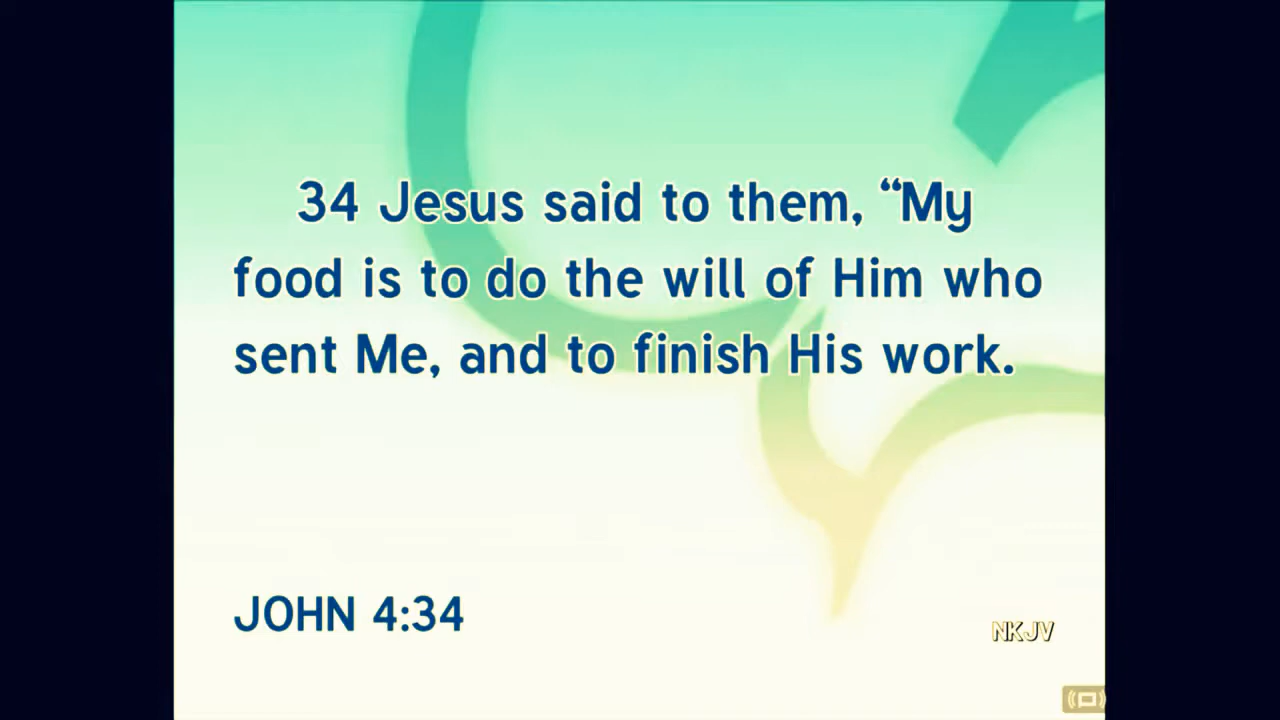 34 Jesus said to them, “My
food is to do the will of Him who
sent Me, and to finish His work.
JOHN 4:34
NKJV